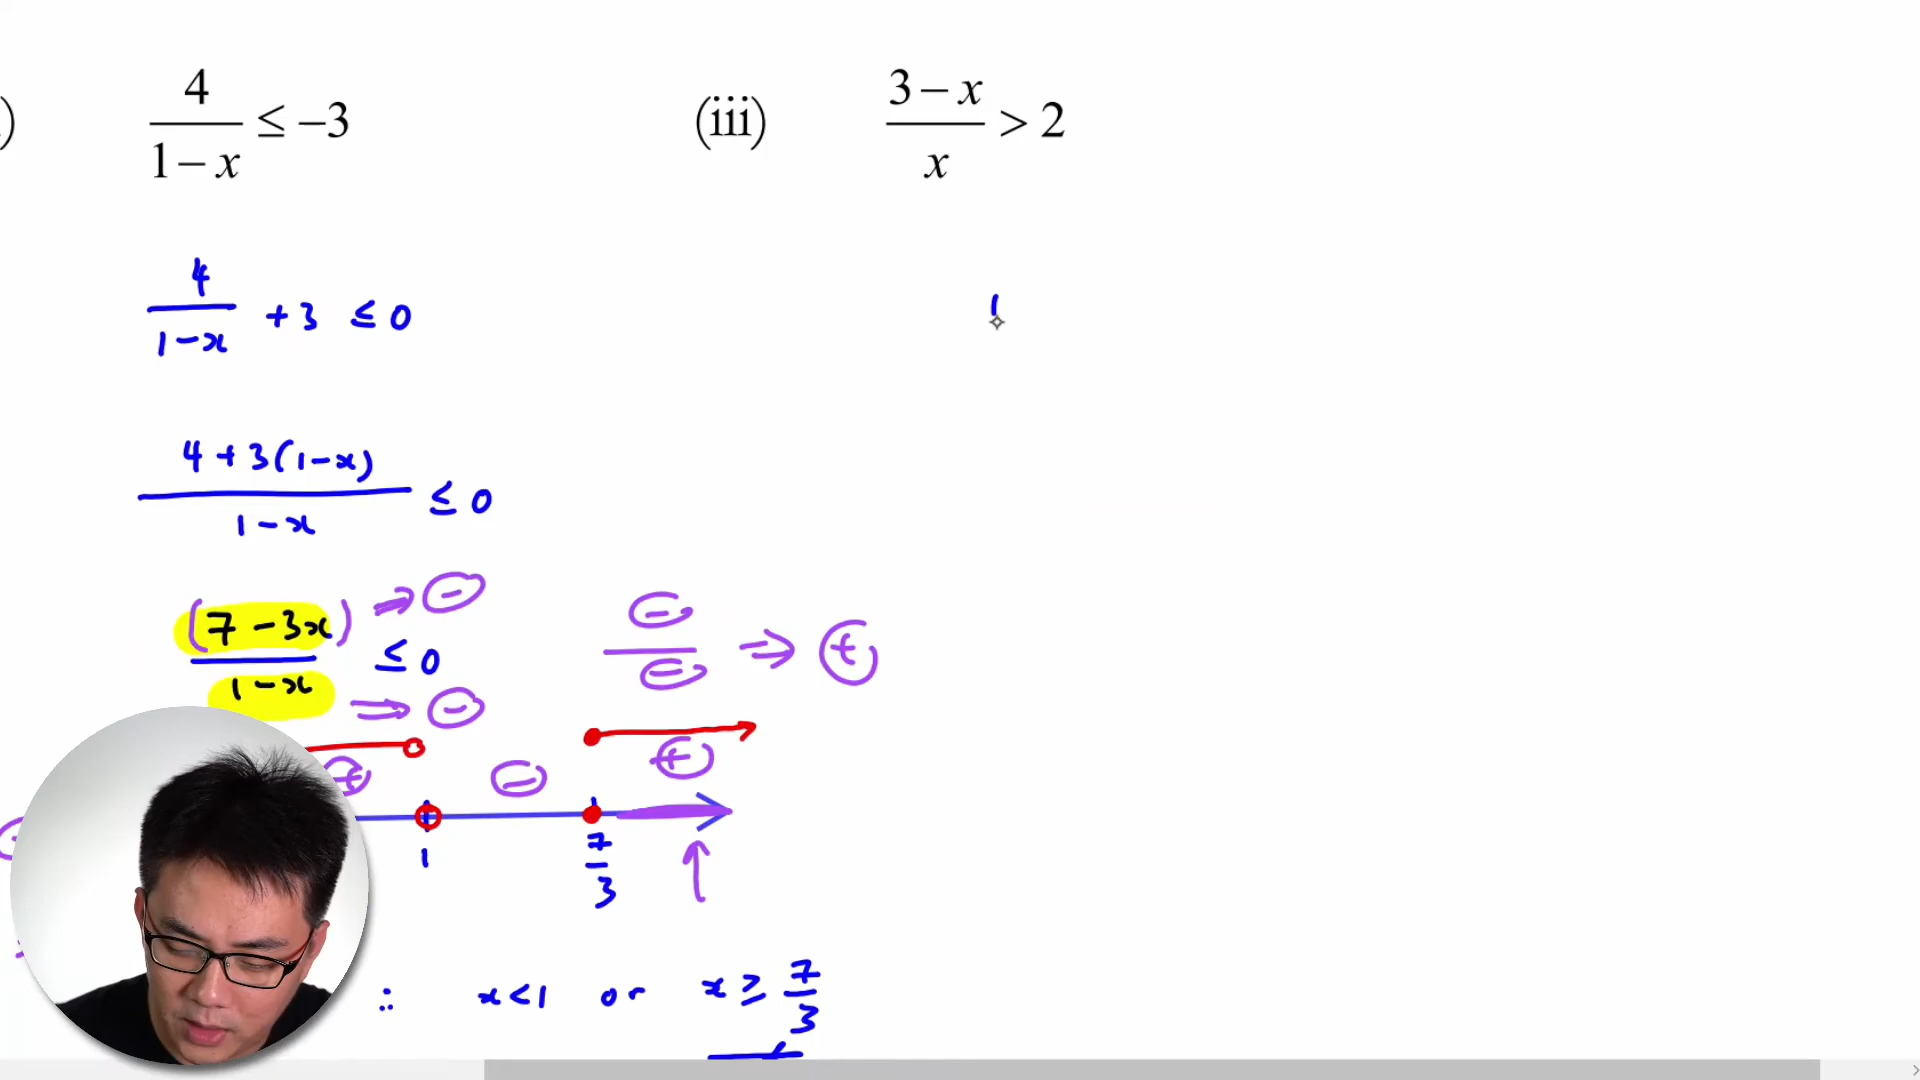 ) 4/(1−x) ≤ −3
(iii) (3−x)/x > 2
4/(1−x) +3 ≤ 0
(4+3(1−x))/(1−x) ≤ 0
(7−3x)/(1−x) ≤ 0 ⇒ −
⇒ −
−/− ⇒ +
+ − +
1 7/3
∴ x<1 or x ≥ 7/3